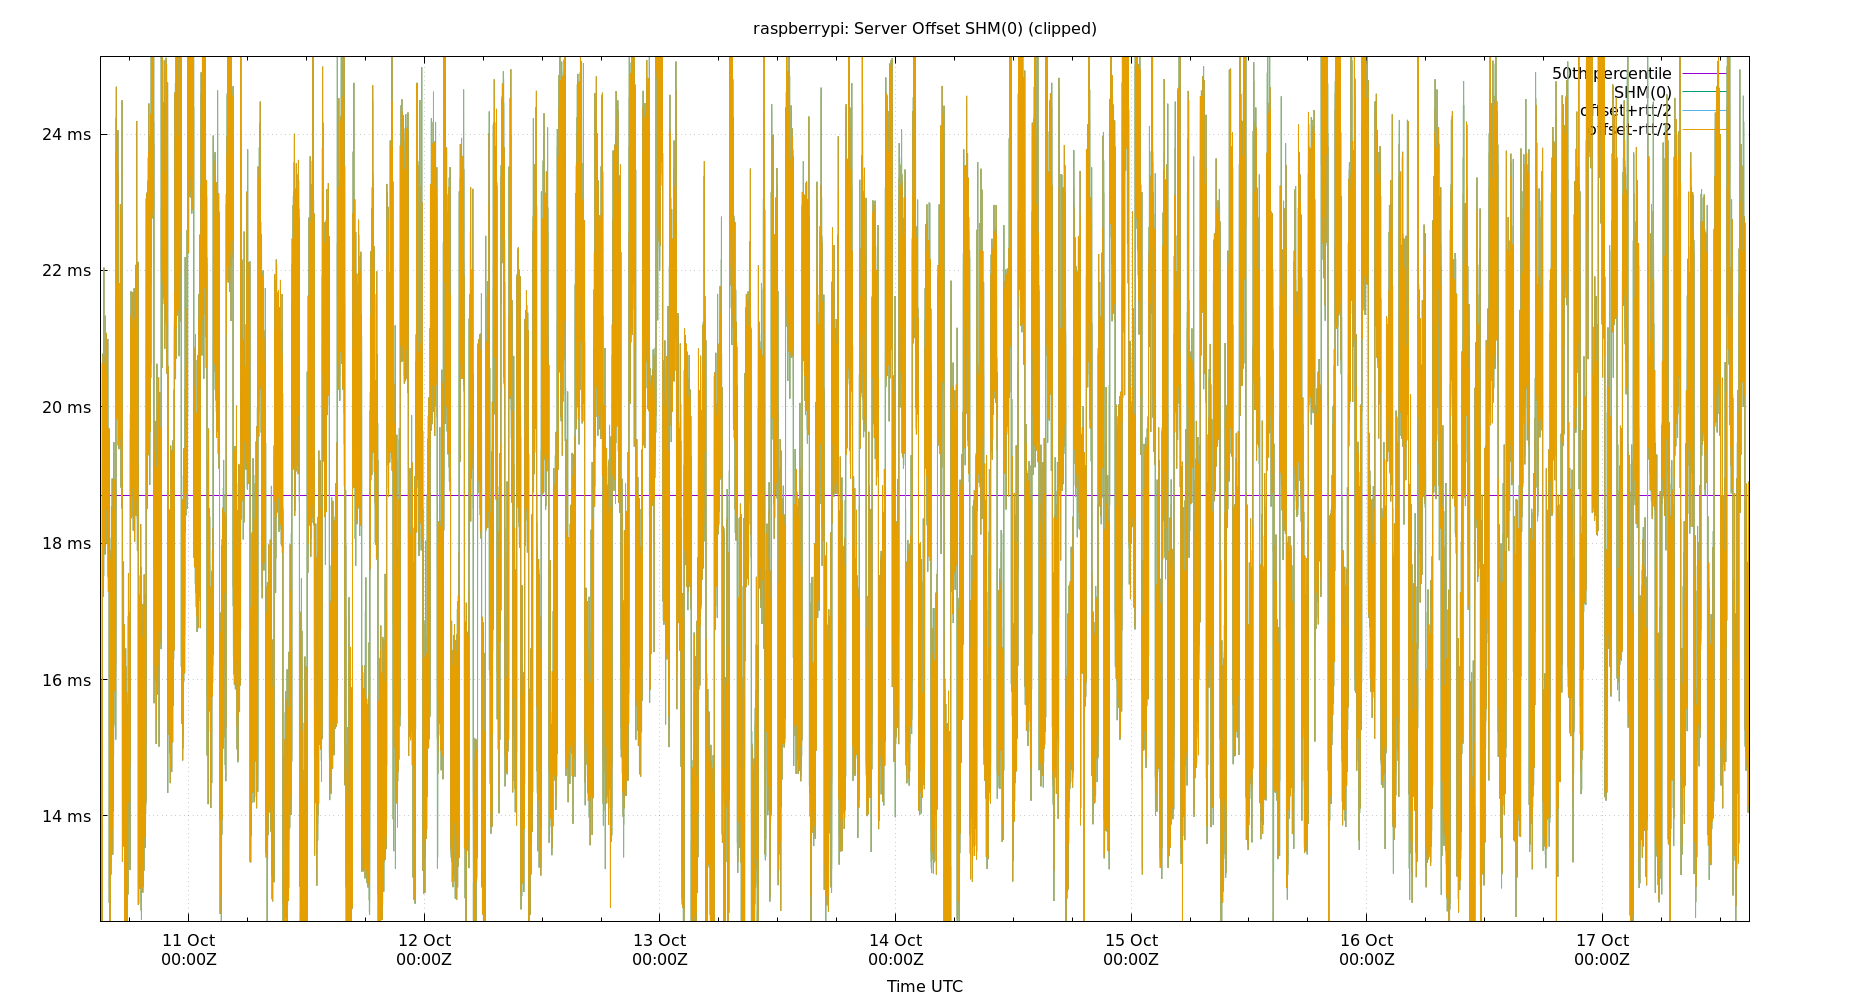 raspberrypi: Server Offset SHM(0) (clipped)
50th percentile
SHM(0)
offset+rtt/2
offset-rtt/2
24 ms
22 ms
20 ms
18 ms
16 ms
14 ms
11 Oct 12 Oct 13 Oct 14 Oct 15 Oct 16 Oct 17 Oct
00:00Z 00:00Z 00:00Z 00:00Z 00:00Z 00:00Z 00:00Z
Time UTC